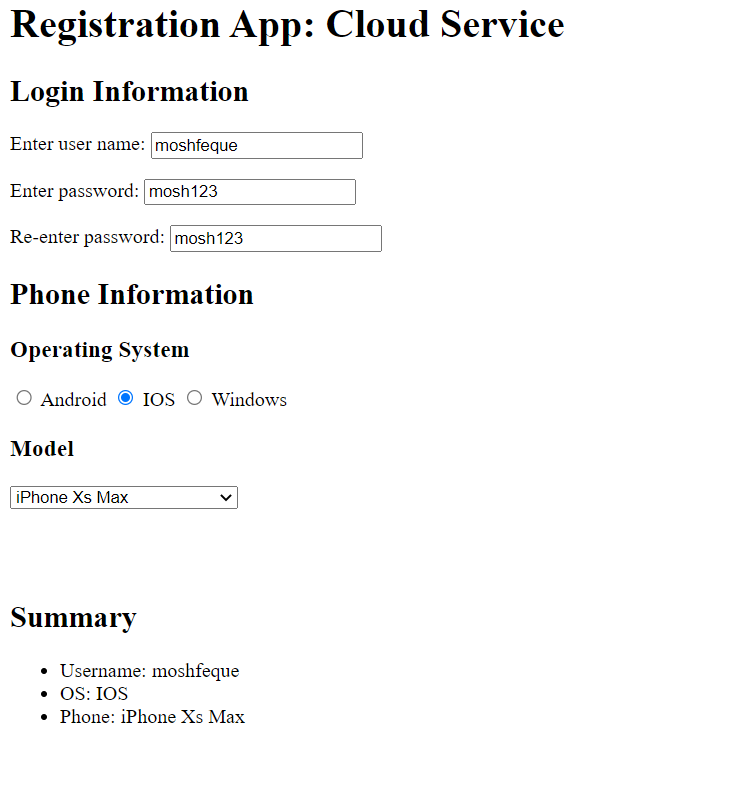 Registration App: Cloud Service
Login Information
Enter user name: moshfeque
Enter password: mosh123
Re-enter password: mosh123
Phone Information
Operating System
Android IOS Windows
Model
iPhone Xs Max
Summary
• Username: moshfeque
• OS: IOS
• Phone: iPhone Xs Max